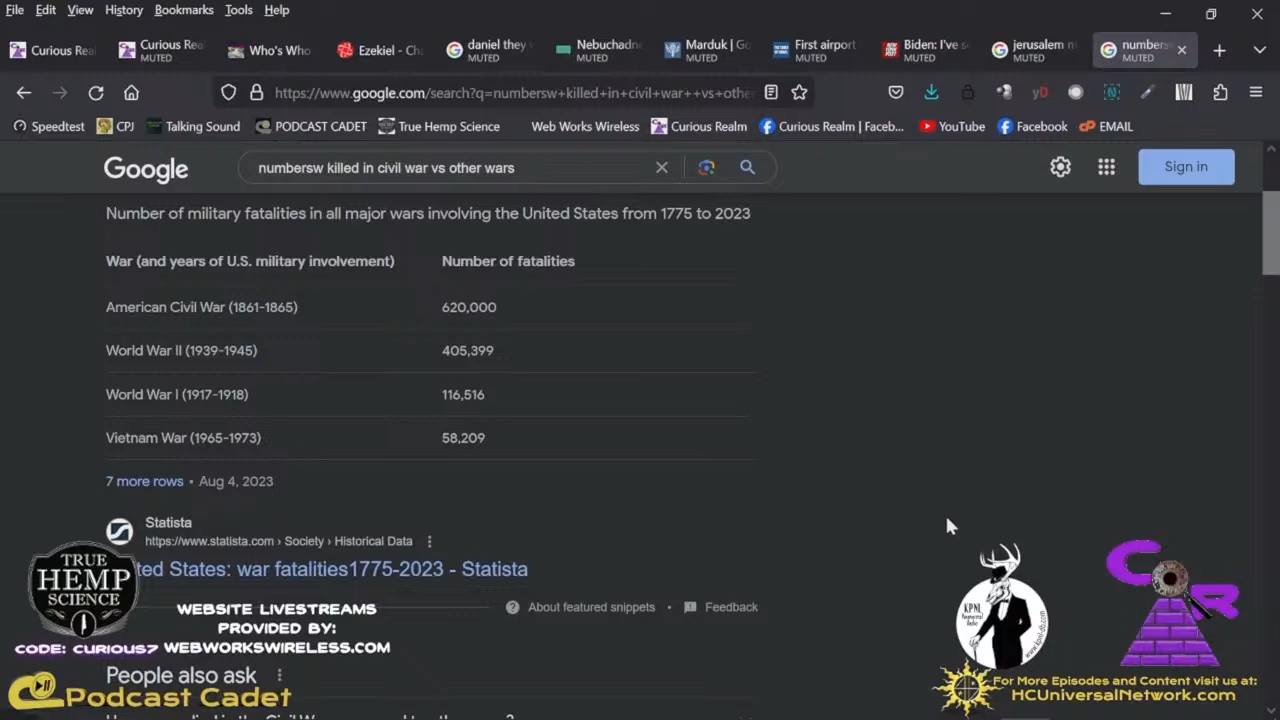 File Edit View History Bookmarks Tools Help
Curious Rea
Curious Rea
MUTED
Who's Who
Ezekiel - Ch
daniel they
MUTED
Nebuchadn
MUTED
Marduk | Go
MUTED
First airport
MUTED
Biden: I've s
MUTED
jerusalem n
MUTED
numbersw
MUTED
https://www.google.com/search?q=numbersw+killed+in+civil+war++vs+othe
yD
N
Speedtest CPJ Talking Sound PODCAST CADET True Hemp Science Web Works Wireless Curious Realm Curious Realm | Faceb... YouTube Facebook EMAIL
Google
numbersw killed in civil war vs other wars
Sign in
Number of military fatalities in all major wars involving the United States from 1775 to 2023
War (and years of U.S. military involvement) Number of fatalities
American Civil War (1861-1865) 620,000
World War II (1939-1945) 405,399
World War I (1917-1918) 116,516
Vietnam War (1965-1973) 58,209
7 more rows • Aug 4, 2023
Statista
https://www.statista.com › Society › Historical Data
ted States: war fatalities1775-2023 - Statista
About featured snippets • Feedback
TRUE
HEMP
SCIENCE
CODE: CURIOUS7
WEBSITE LIVESTREAMS
PROVIDED BY:
WEBWORKSWIRELESS.COM
People also ask
Podcast Cadet
KPNL
C R
For More Episodes and Content visit us at:
HCUniversalNetwork.com